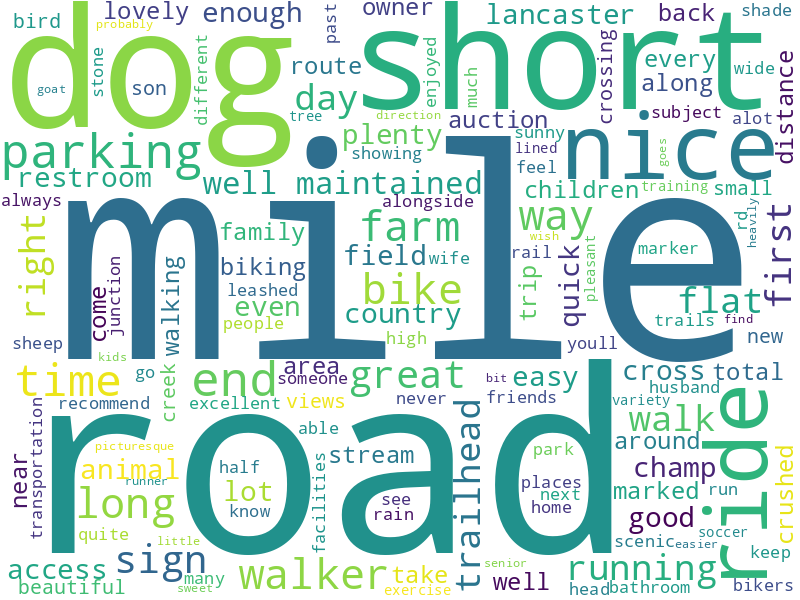 bird
probably
lovely
enough
past
owner
lancaster
back
shade
dog
short
goat
stone
son
different
route
day
tree
enjoyed
much
direction
crossing
every
along
wide
distance
parking
restroom
plenty
showing
auction
sunny
lined
feel
nice
subject
alot
goes
always
well maintained
alongside
children
training
small
mile
family
biking
leashed
people
farm
field
wife
country
bike
high
way
rail
wish
trip
quick
pleasant
marker
trails
flat
rd
heavily
first
find
new
right
come
junction
walking
sheep
kids
youll
time
go
creek
end
area
someone
great
easy
cross
total
recommend
excellent
views
never
bit
friends
husband
variety
road
near
transportation
picturesque
animal
runner
long
quite
little
half
know
lot
able
facilities
stream
see
rain
trailhead
park
places
next
home
walk
around
champ
marked
run
good
soccer
scenic
easier
ride
crushed
keep
access
beautiful
sign
many
sweet
walker
take
exercise
senior
well
running
head
bathroom
bikers